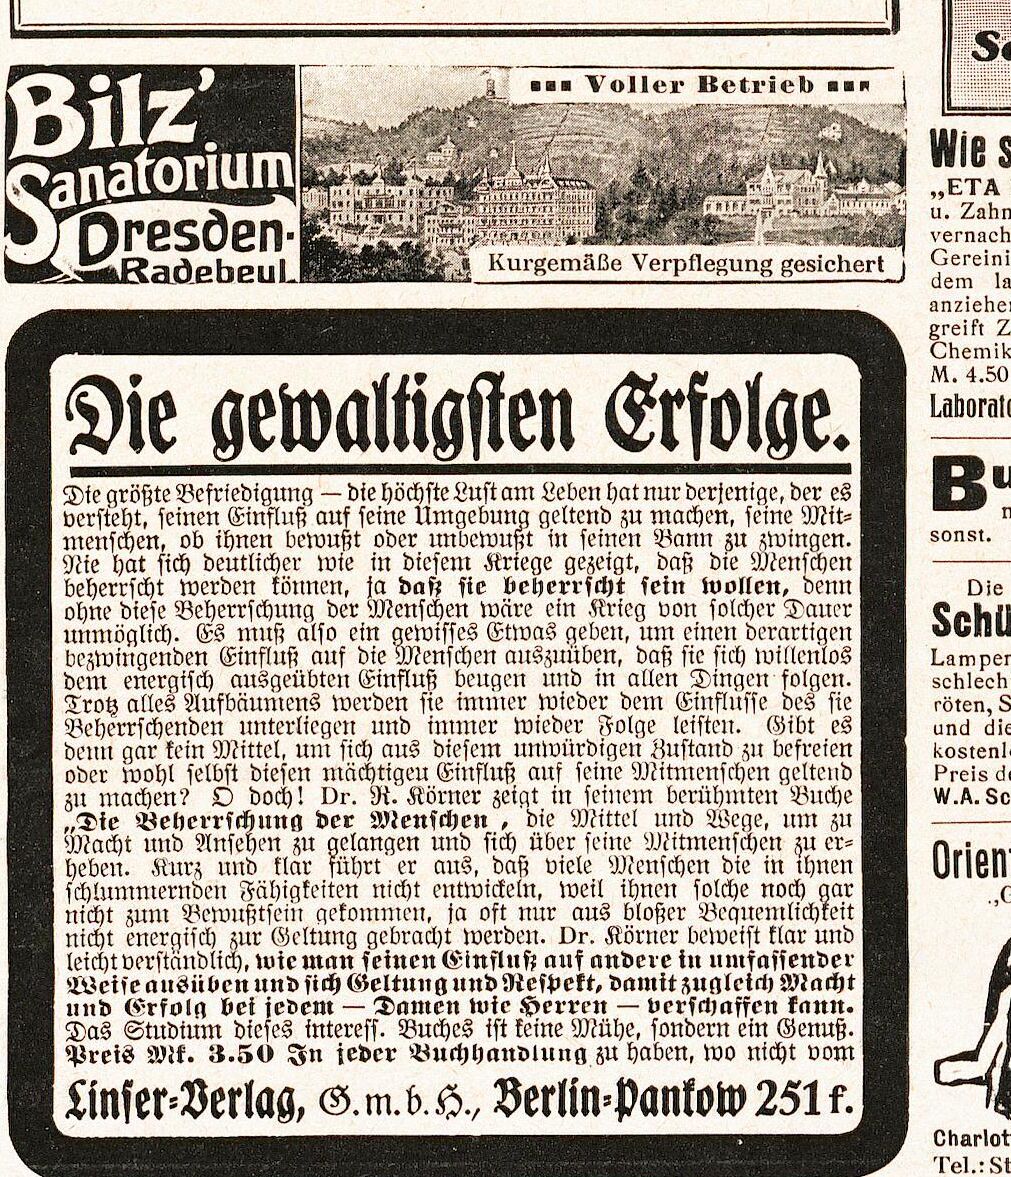 Bilz'
Sanatorium
Dresden-
Radebeul.
Voller Betrieb
Kurgemäße Verpflegung gesichert
Die gewaltigsten Erfolge.
Die größte Befriedigung — die höchste Lust am Leben hat nur derjenige, der es
versteht, seinen Einfluß auf seine Umgebung geltend zu machen, seine Mit-
menschen, ob ihnen bewußt oder unbewußt in seinen Bann zu zwingen.
Nie hat sich deutlicher wie in diesem Kriege gezeigt, daß die Menschen
beherrscht werden können, ja daß sie beherrscht sein wollen, denn
ohne diese Beherrschung der Menschen wäre ein Krieg von solcher Dauer
unmöglich. Es muß also ein gewisses Etwas geben, um einen derartigen
bezwingenden Einfluß auf die Menschen auszuüben, daß sie sich willenlos
dem energisch ausgeübten Einfluß beugen und in allen Dingen folgen.
Trotz alles Aufbäumens werden sie immer wieder dem Einflusse des sie
Beherrschenden unterliegen und immer wieder Folge leisten. Gibt es
denn gar kein Mittel, um sich aus diesem unwürdigen Zustand zu befreien
oder wohl selbst diesen mächtigen Einfluß auf seine Mitmenschen geltend
zu machen? O doch! Dr. R. Körner zeigt in seinem berühmten Buche
„Die Beherrschung der Menschen, die Mittel und Wege, um zu
Macht und Ansehen zu gelangen und sich über seine Mitmenschen zu er-
heben. Kurz und klar führt er aus, daß viele Menschen die in ihnen
schlummernden Fähigkeiten nicht entwickeln, weil ihnen solche noch gar
nicht zum Bewußtsein gekommen, ja oft nur aus bloßer Bequemlichkeit
nicht energisch zur Geltung gebracht werden. Dr. Körner beweist klar und
leicht verständlich, wie man seinen Einfluß auf andere in umfassender
Weise ausüben und sich Geltung und Respekt, damit zugleich Macht
und Erfolg bei jedem — Damen wie Herren — verschaffen kann.
Das Studium dieses interess. Buches ist keine Mühe, sondern ein Genuß.
Preis Mk. 3.50 In jeder Buchhandlung zu haben, wo nicht vom
Linser-Verlag, G.m.b.H., Berlin-Pankow 251 f.
Wie
„ETA
u. Zahn
vernach
Gereini
dem la
anziehe
greift Z
Chemik
M. 4.50
Laborato
Bu
sonst.
Die
Schü
Lamper
schlech
röten, S
und die
kostenl
Preis de
W.A. Sc
Orient
„G
Charlot
Tel.: St